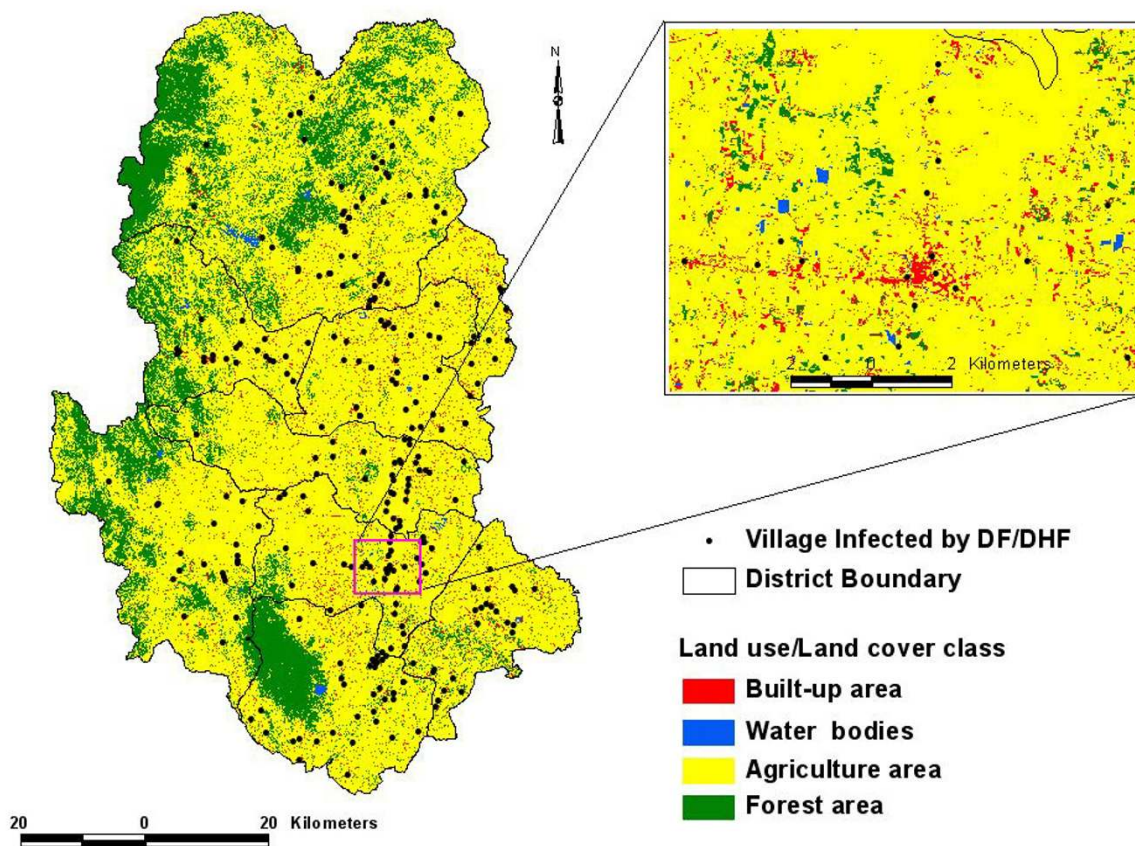 N
2 0 2 Kilometers
Village Infected by DF/DHF
District Boundary
Land use/Land cover class
Built-up area
Water bodies
Agriculture area
Forest area
20 0 20 Kilometers